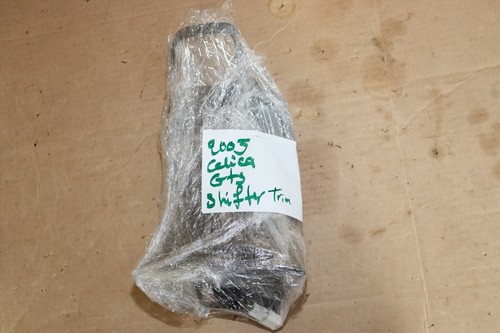 2005
Celica
Gts
Shifter Trim